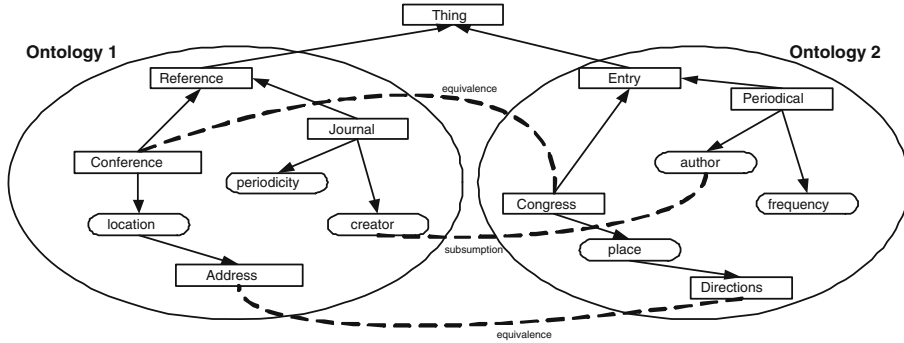 Thing
Ontology 1
Ontology 2
Reference
Entry
equivalence
Periodical
Journal
Conference
author
periodicity
Congress
frequency
location
creator
subsumption
place
Address
Directions
equivalence